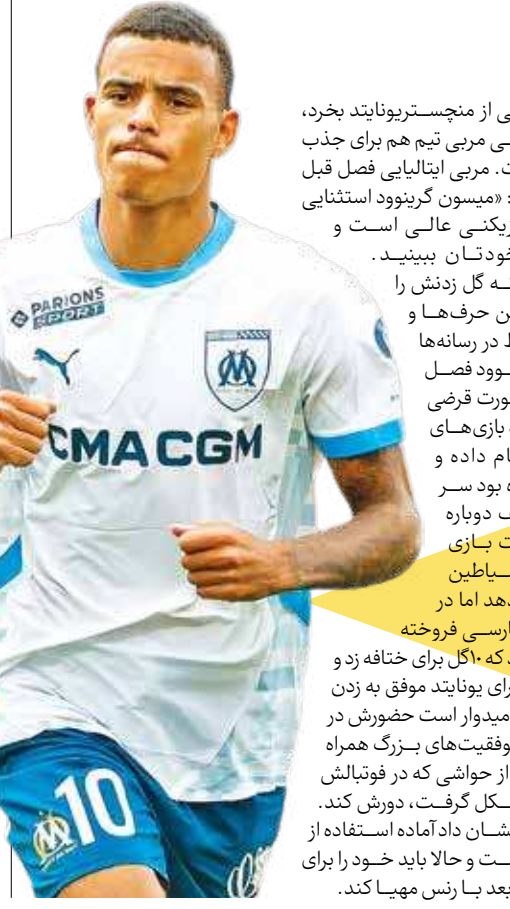 ی از منچستریونایتد بخرد،
ی مربی تیم هم برای جذب
ت. مربی ایتالیایی فصل قبل
: «میسون گرینوود استثنایی
زیکنی عالی است و
خودتان ببینید.
ه گل زدنش را
ن حرف‌ها و
ط در رسانه‌ها
وود فصل
ورت قرضی
بازی‌های
ام داده و
ه بود سر
ف دوباره
ت بازی
یاطین
دهد اما در
ارسی فروخته
د که ۱۰گل برای ختافه زد و
رای یونایتد موفق به زدن
میدوار است حضورش در
وفقیت‌های بزرگ همراه
از حواشی که در فوتبالش
کل گرفت، دورش کند.
شان داد آماده استفاده از
ت و حالا باید خود را برای
بعد با رنس مهیا کند.
PARIONS
SPORT
CMA CGM
10